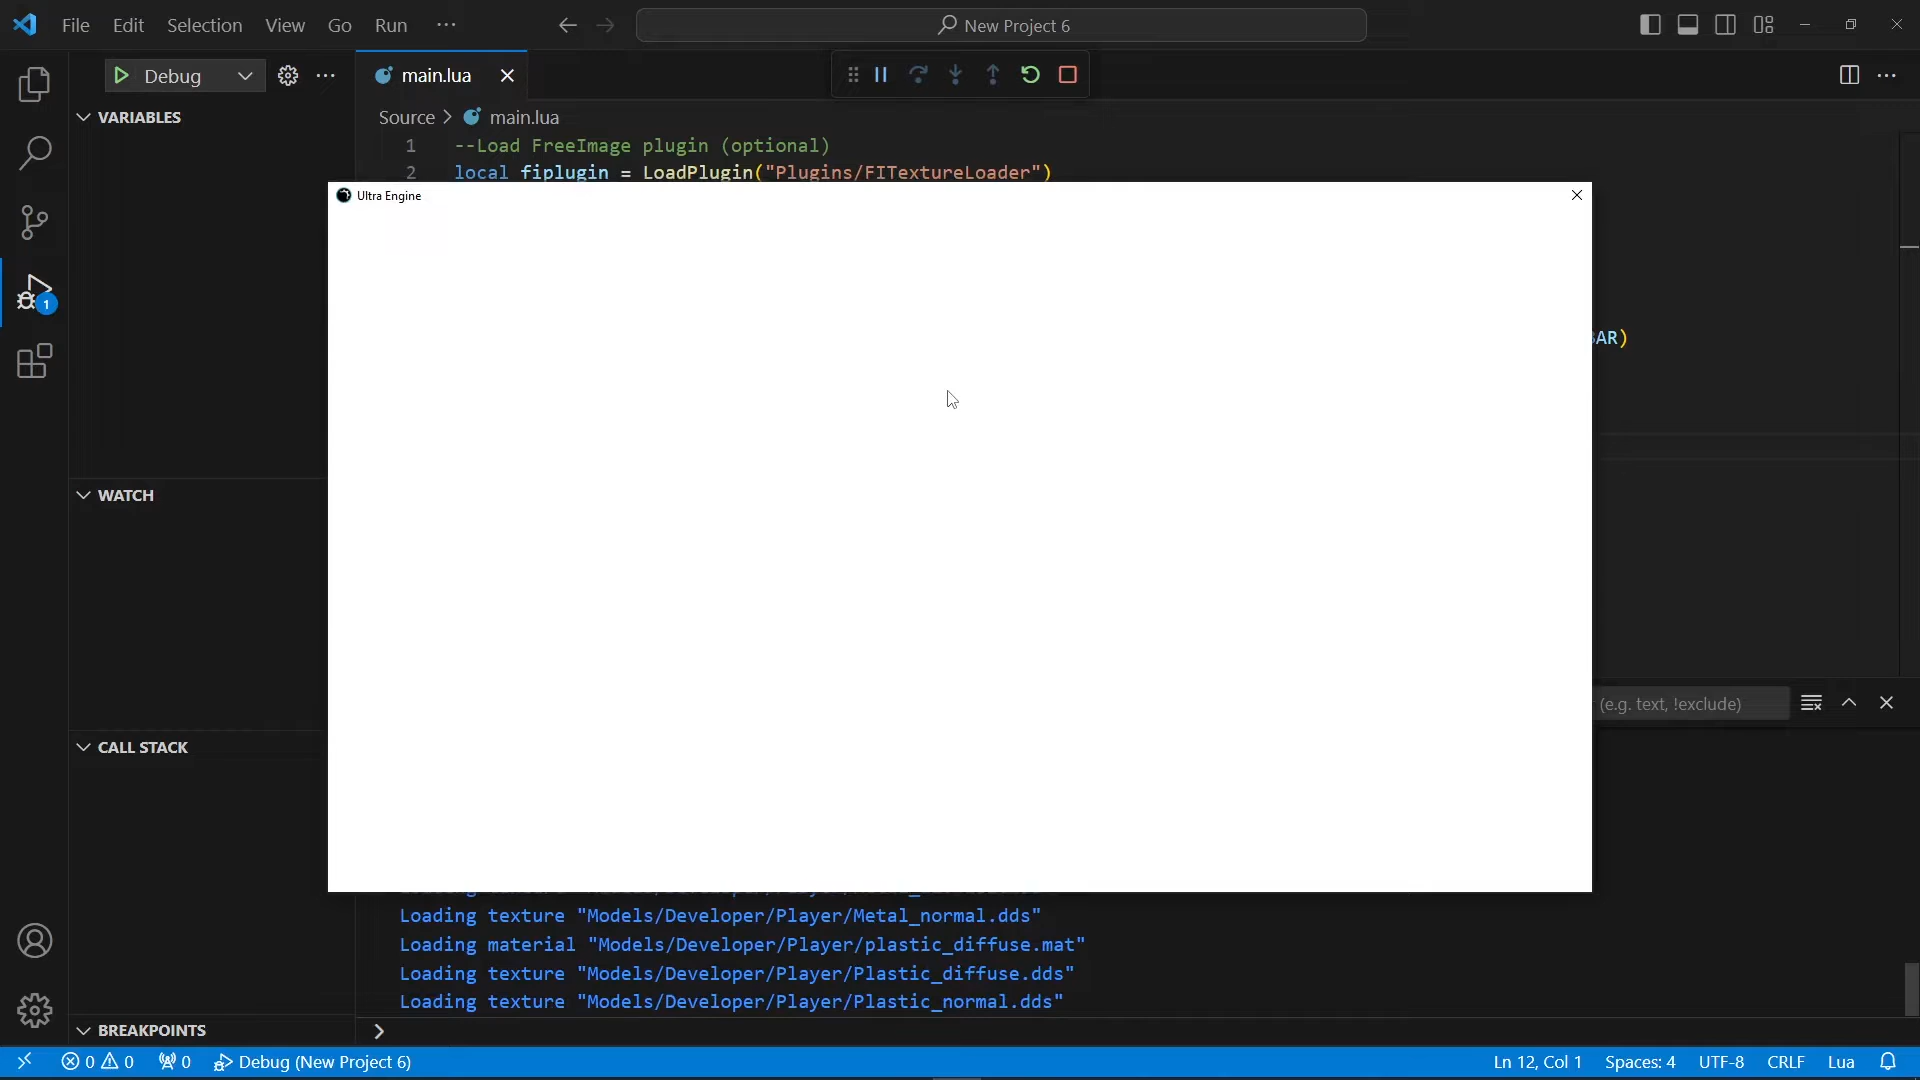 File Edit Selection View Go Run ···
New Project 6
Debug
main.lua
VARIABLES
Source > main.lua
1 --Load FreeImage plugin (optional)
2 local fiplugin = LoadPlugin("Plugins/FITextureLoader")
Ultra Engine
1
AR)
WATCH
(e.g. text, !exclude)
CALL STACK
Loading texture "Models/Developer/Player/Metal_normal.dds"
Loading material "Models/Developer/Player/plastic_diffuse.mat"
Loading texture "Models/Developer/Player/Plastic_diffuse.dds"
Loading texture "Models/Developer/Player/Plastic_normal.dds"
BREAKPOINTS
>
0 0 0 Debug (New Project 6) Ln 12, Col 1 Spaces: 4 UTF-8 CRLF Lua